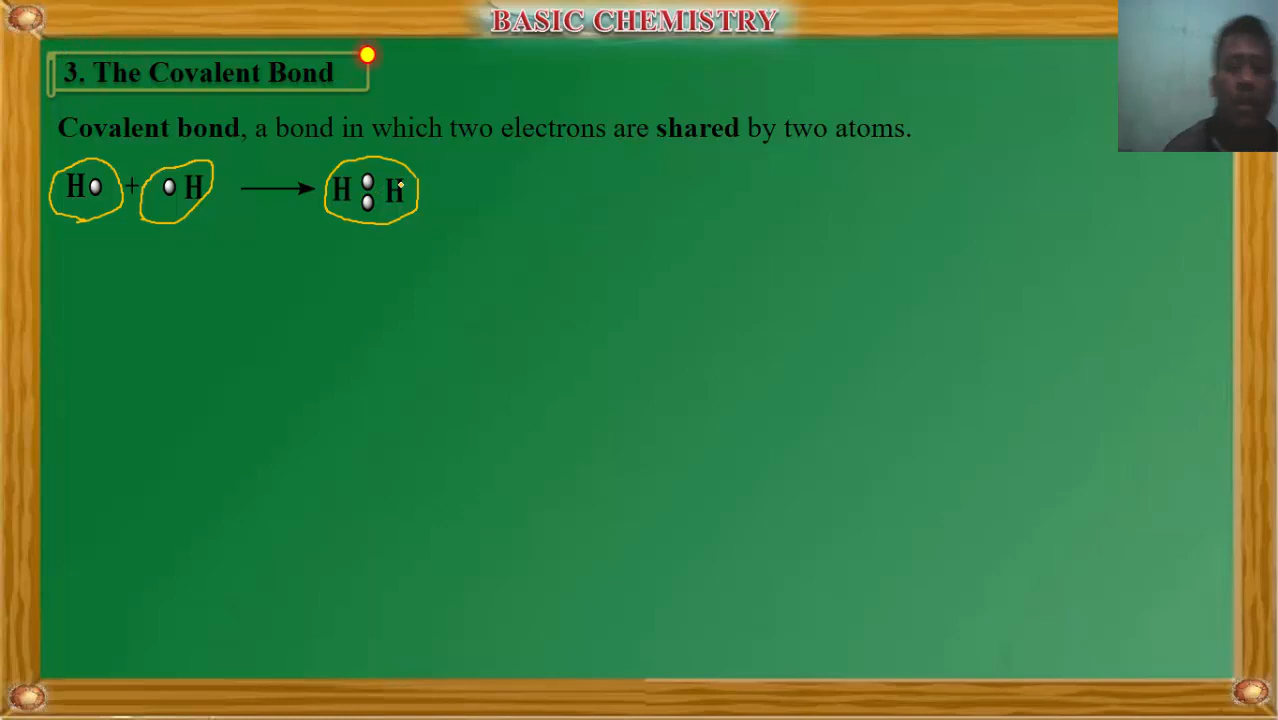 BASIC CHEMISTRY
3. The Covalent Bond
Covalent bond, a bond in which two electrons are shared by two atoms.
H + H → H : H